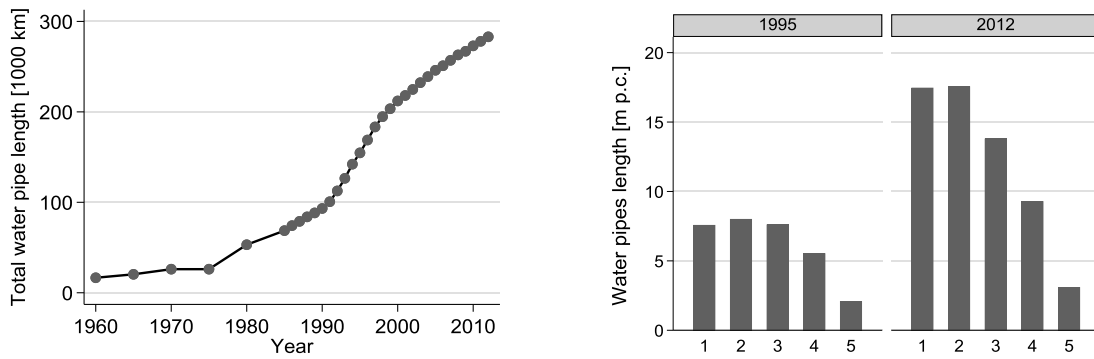 Total water pipe length [1000 km]
300
200
100
0
1960 1970 1980 1990 2000 2010
Year
1995 2012
Water pipes length [m p.c.]
20
15
10
5
0
1 2 3 4 5 1 2 3 4 5